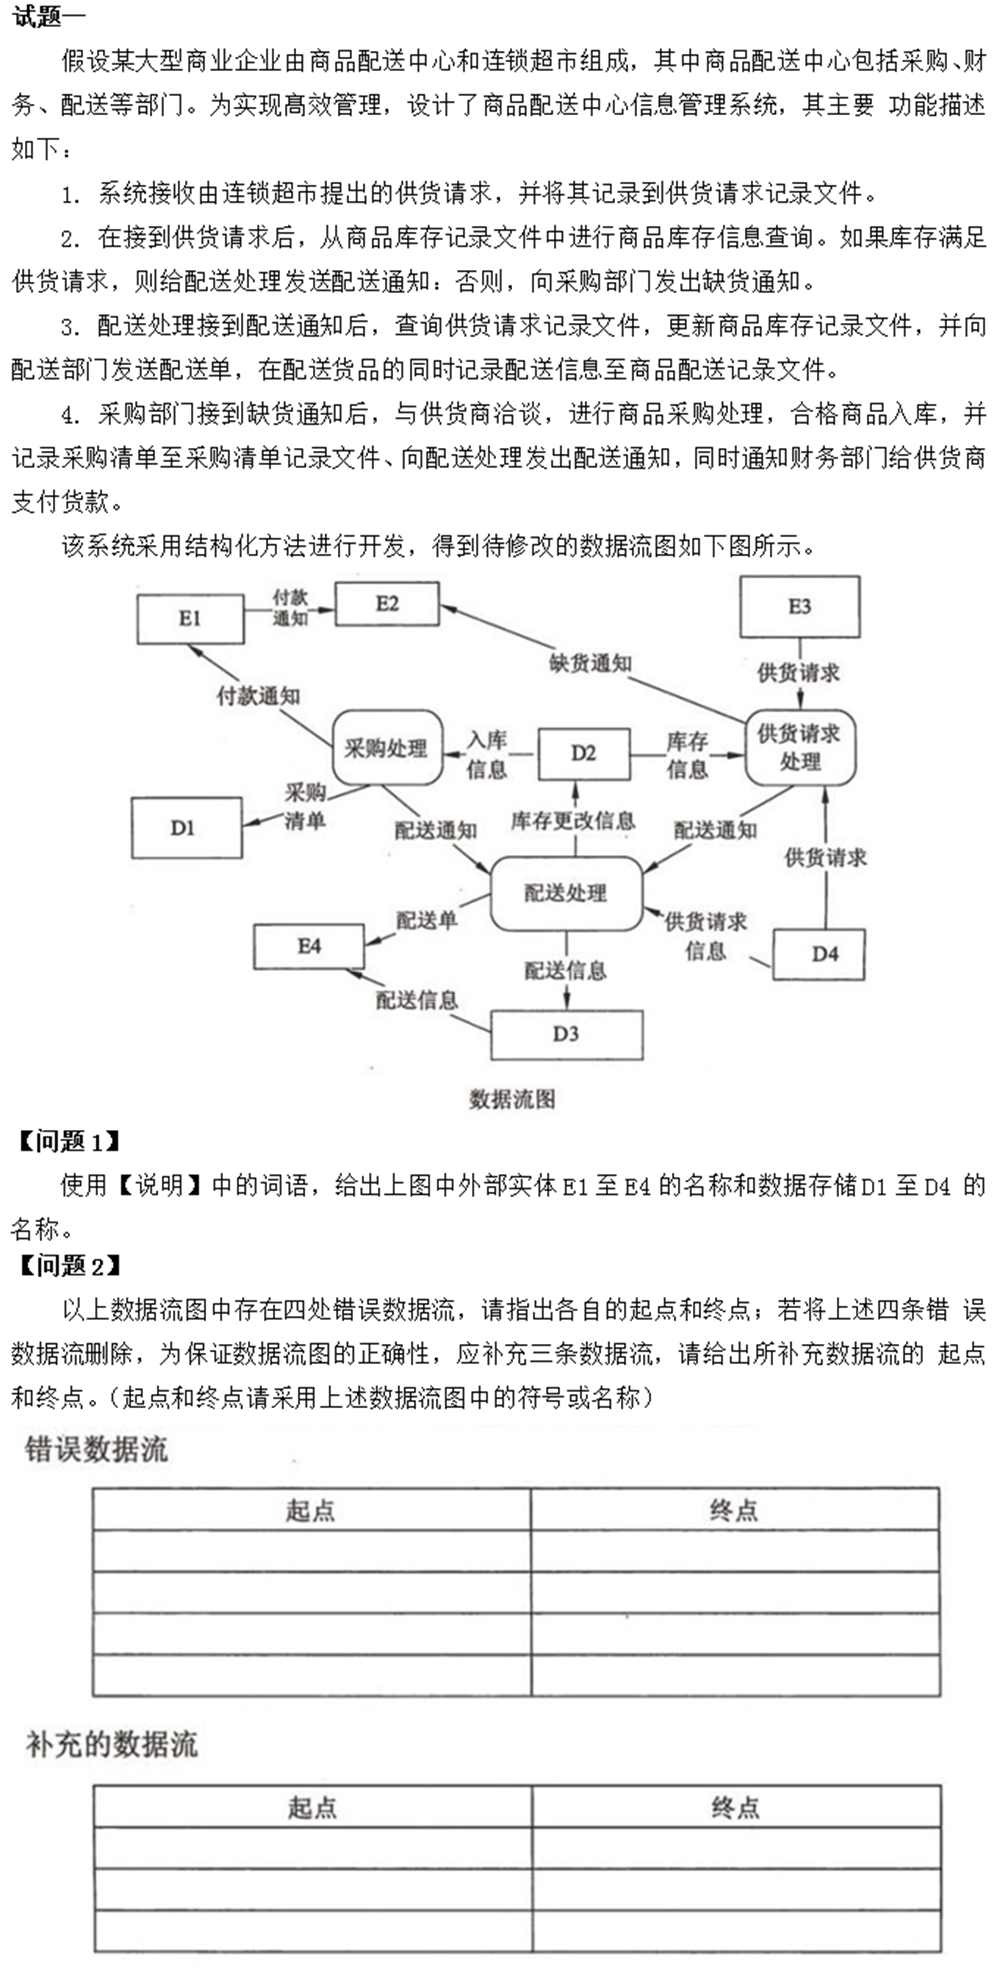 试题一
假设某大型商业企业由商品配送中心和连锁超市组成，其中商品配送中心包括采购、财
务、配送等部门。为实现高效管理，设计了商品配送中心信息管理系统，其主要 功能描述
如下：
1. 系统接收由连锁超市提出的供货请求，并将其记录到供货请求记录文件。
2. 在接到供货请求后，从商品库存记录文件中进行商品库存信息查询。如果库存满足
供货请求，则给配送处理发送配送通知：否则，向采购部门发出缺货通知。
3. 配送处理接到配送通知后，查询供货请求记录文件，更新商品库存记录文件，并向
配送部门发送配送单，在配送货品的同时记录配送信息至商品配送记录文件。
4. 采购部门接到缺货通知后，与供货商洽谈，进行商品采购处理，合格商品入库，并
记录采购清单至采购清单记录文件、向配送处理发出配送通知，同时通知财务部门给供货商
支付货款。
该系统采用结构化方法进行开发，得到待修改的数据流图如下图所示。
E1
付款
通知
E2
E3
缺货通知
供货请求
付款通知
采购处理
入库
信息
D2
库存
信息
供货请求
处理
D1
采购
清单
配送通知
库存更改信息
配送通知
供货请求
配送处理
E4
配送单
供货请求
信息
D4
配送信息
配送信息
D3
数据流图
【问题1】
使用【说明】中的词语，给出上图中外部实体E1至E4 的名称和数据存储D1至D4 的
名称。
【问题2】
以上数据流图中存在四处错误数据流，请指出各自的起点和终点；若将上述四条错 误
数据流删除，为保证数据流图的正确性，应补充三条数据流，请给出所补充数据流的 起点
和终点。（起点和终点请采用上述数据流图中的符号或名称）
错误数据流
起点 终点
补充的数据流
起点 终点